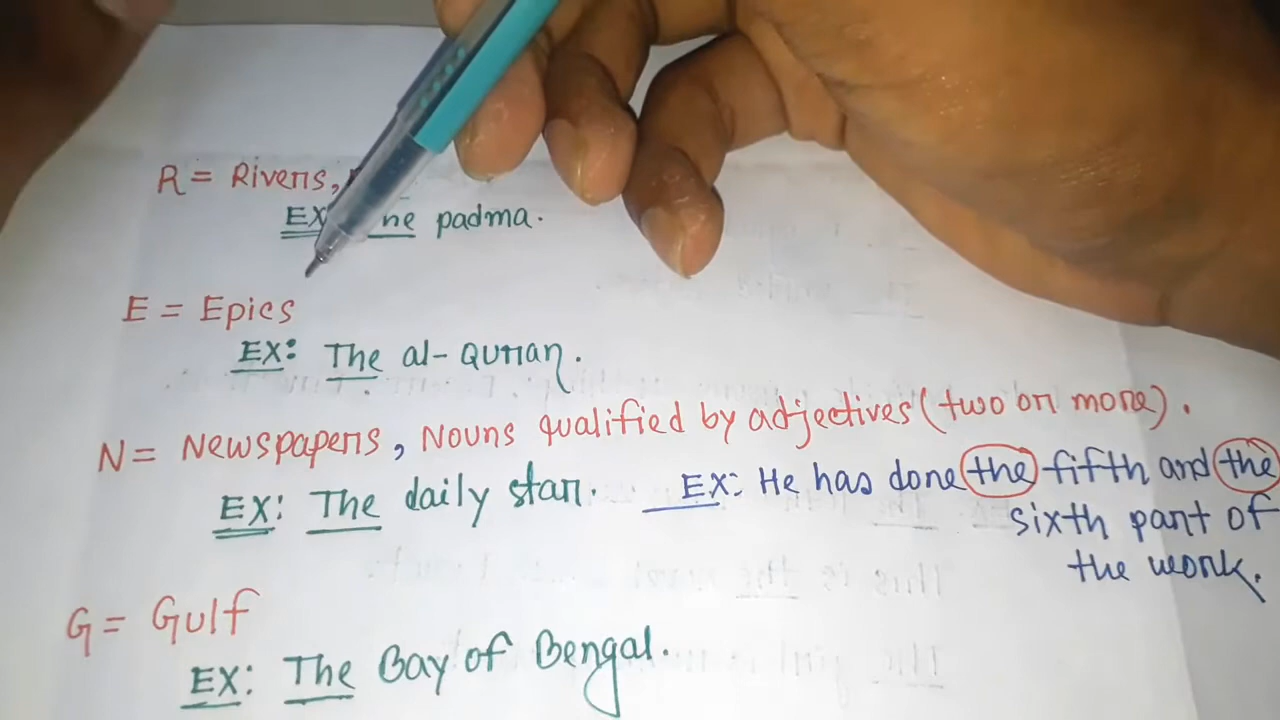 R = Rivers,
EX: The padma.
E = Epics
EX: The al-Quran.
N = Newspapers, Nouns qualified by adjectives (two or more).
EX: The daily star. EX: He has done the fifth and the
sixth part of
the work.
G = Gulf
EX: The Bay of Bengal.